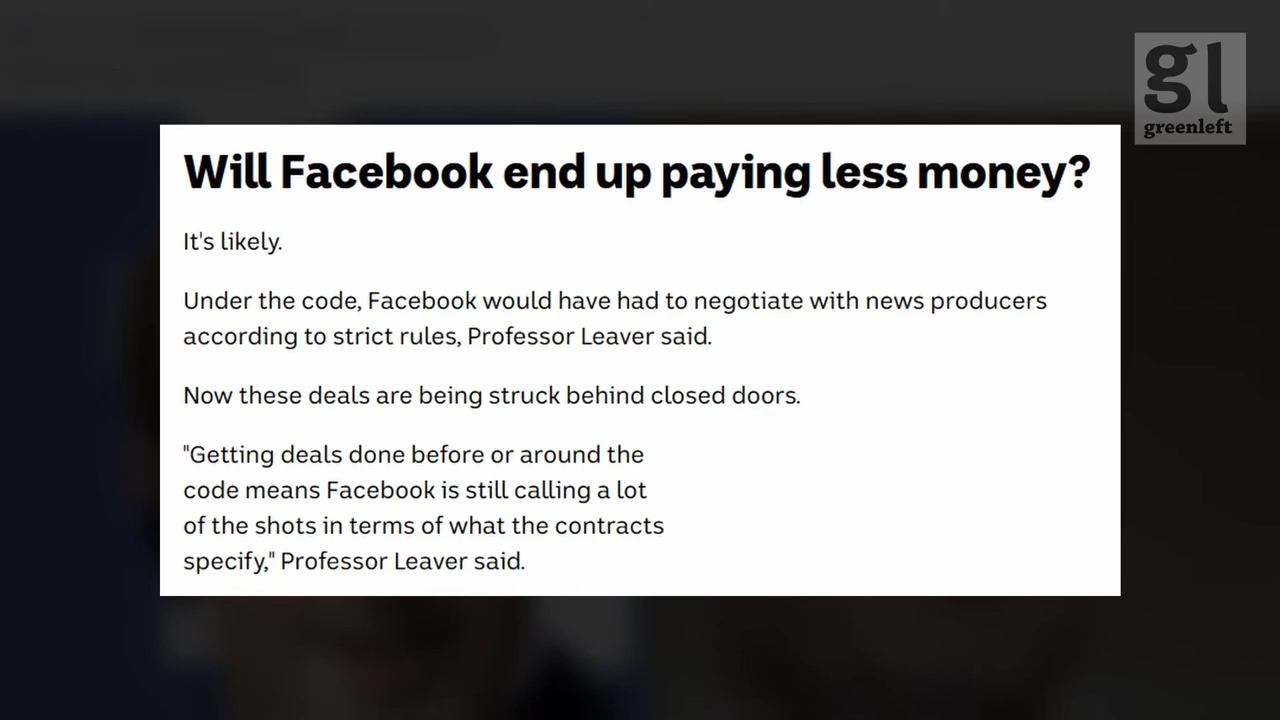 gl
greenleft
Will Facebook end up paying less money?
It's likely.
Under the code, Facebook would have had to negotiate with news producers
according to strict rules, Professor Leaver said.
Now these deals are being struck behind closed doors.
"Getting deals done before or around the
code means Facebook is still calling a lot
of the shots in terms of what the contracts
specify," Professor Leaver said.